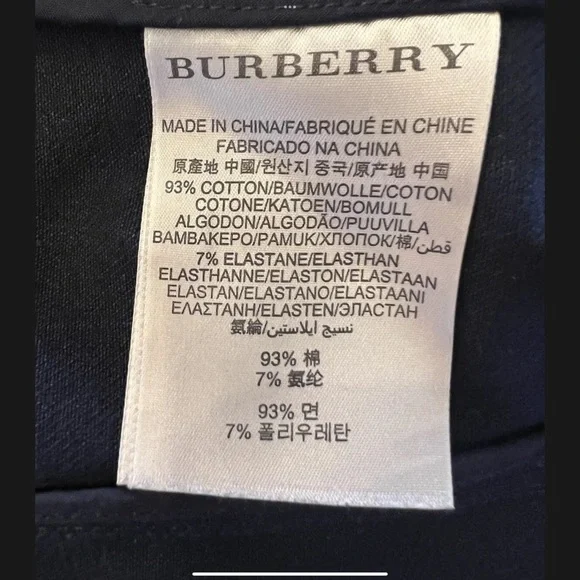 BURBERRY
MADE IN CHINA/FABRIQUÉ EN CHINE
FABRICADO NA CHINA
原產地 中國/원산지 중국/原产地 中国
93% COTTON/BAUMWOLLE/COTON
COTONE/KATOEN/BOMULL
ALGODON/ALGODÃO/PUUVILLA
BAMBAKEPO/PAMUK/ХЛОПОК/棉/قطن/
7% ELASTANE/ELASTHAN
ELASTHANNE/ELASTON/ELASTAAN
ELASTAN/ELASTANO/ELASTAANI
ΕΛΑΣΤΑΝΗ/ELASTEN/ЭЛАСТАН
氨綸/نسيج ايلاستين/
93% 棉
7% 氨纶
93% 면
7% 폴리우레탄